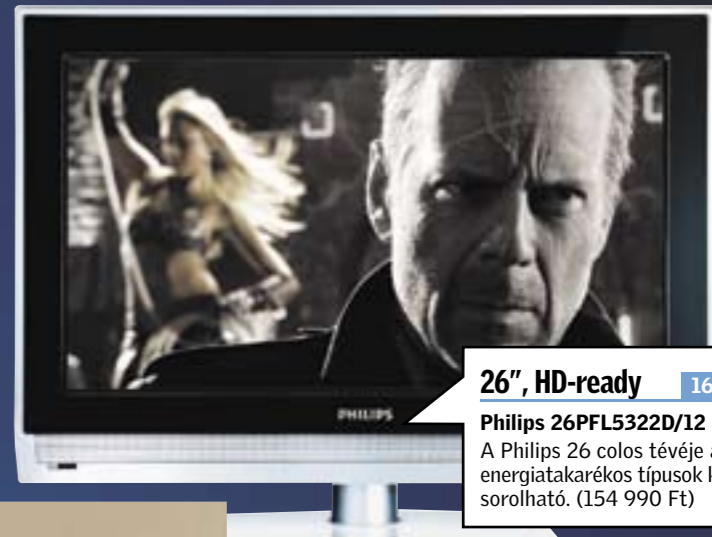 PHILIPS
26", HD-ready 16
Philips 26PFL5322D/12
A Philips 26 colos tévéje
energiatakarékos típusok
sorolható. (154 990 Ft)